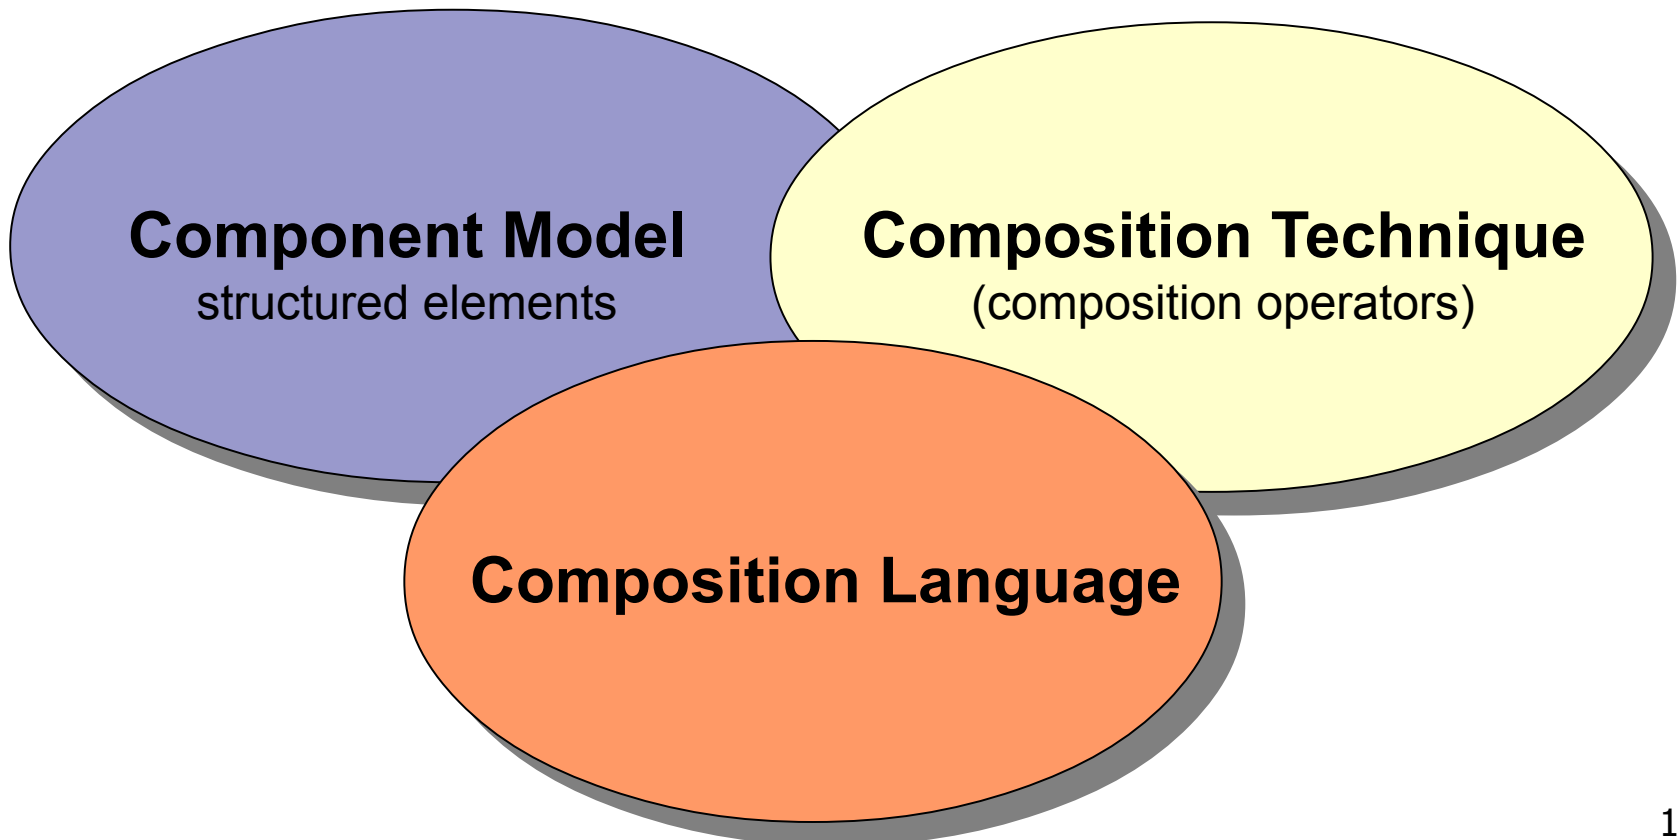 Component Model
structured elements
Composition Technique
(composition operators)
Composition Language
1